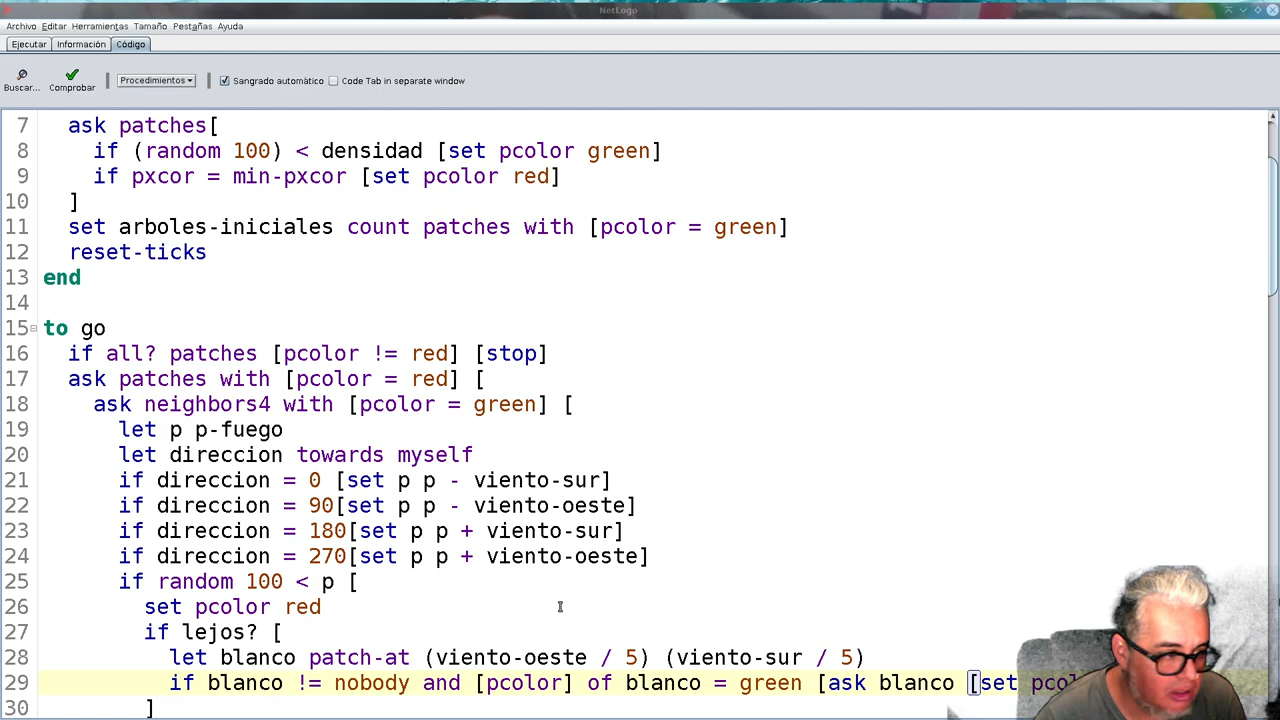 NetLogo
Archivo Editar Herramientas Tamaño Pestañas Ayuda
Ejecutar Información Código
Buscar... Comprobar Procedimientos Sangrado automático Code Tab in separate window
7 ask patches[
8 if (random 100) < densidad [set pcolor green]
9 if pxcor = min-pxcor [set pcolor red]
10 ]
11 set arboles-iniciales count patches with [pcolor = green]
12 reset-ticks
13 end
14
15 to go
16 if all? patches [pcolor != red] [stop]
17 ask patches with [pcolor = red] [
18 ask neighbors4 with [pcolor = green] [
19 let p p-fuego
20 let direccion towards myself
21 if direccion = 0 [set p p - viento-sur]
22 if direccion = 90[set p p - viento-oeste]
23 if direccion = 180[set p p + viento-sur]
24 if direccion = 270[set p p + viento-oeste]
25 if random 100 < p [
26 set pcolor red
27 if lejos? [
28 let blanco patch-at (viento-oeste / 5) (viento-sur / 5)
29 if blanco != nobody and [pcolor] of blanco = green [ask blanco [set
30 ]